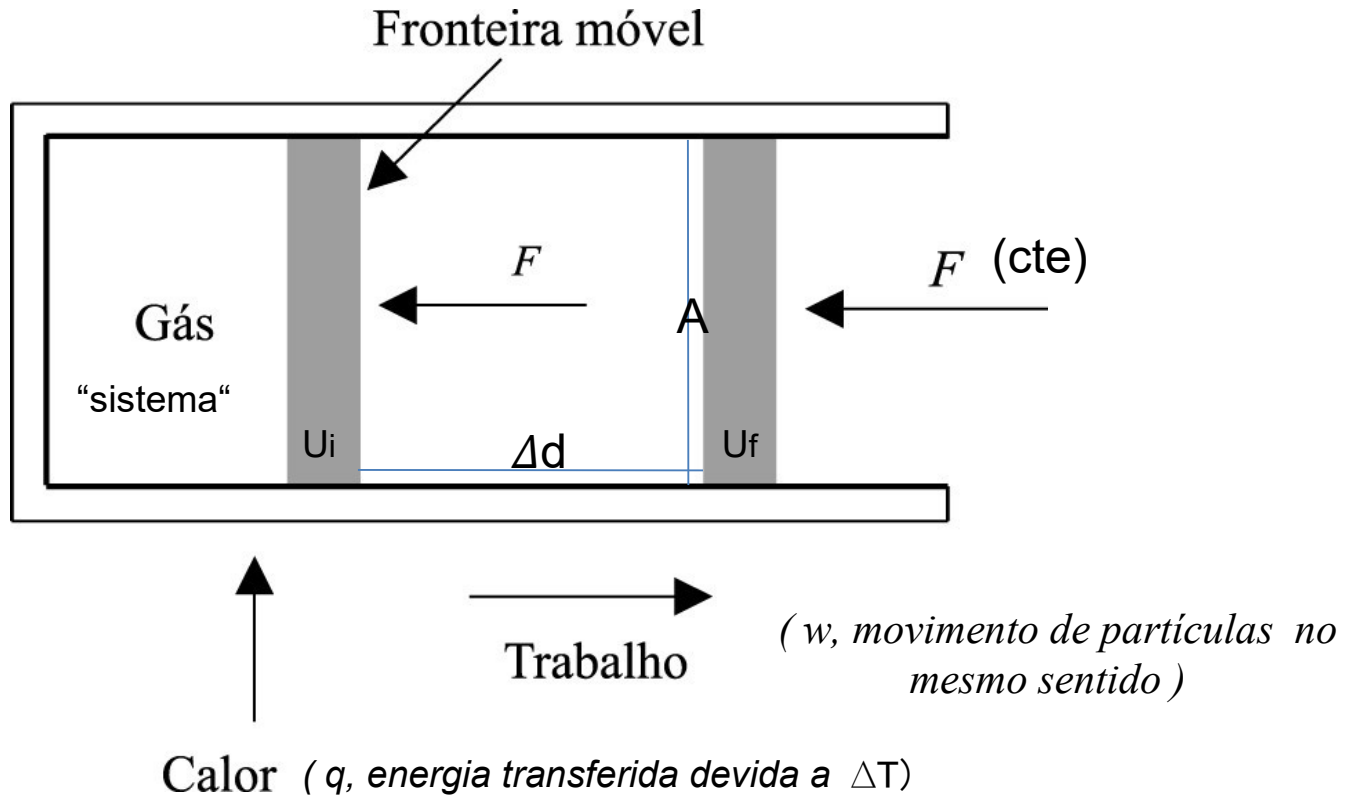 Fronteira móvel
F
F (cte)
A
Gás
“sistema“
Ui
Δd
Uf
Trabalho
( w, movimento de partículas no
mesmo sentido )
Calor ( q, energia transferida devida a △T)